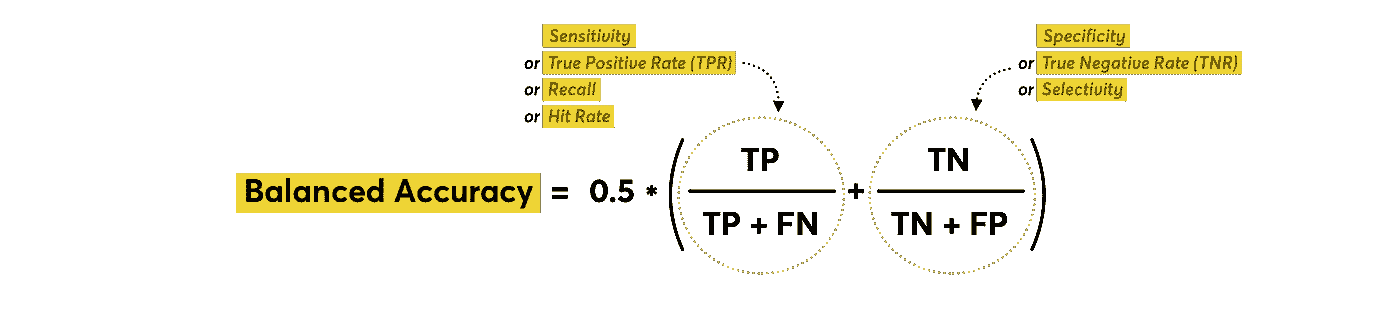 Sensitivity
or True Positive Rate (TPR)
or Recall
or Hit Rate
Specificity
or True Negative Rate (TNR)
or Selectivity
Balanced Accuracy = 0.5 * ( TP / TP + FN + TN / TN + FP )